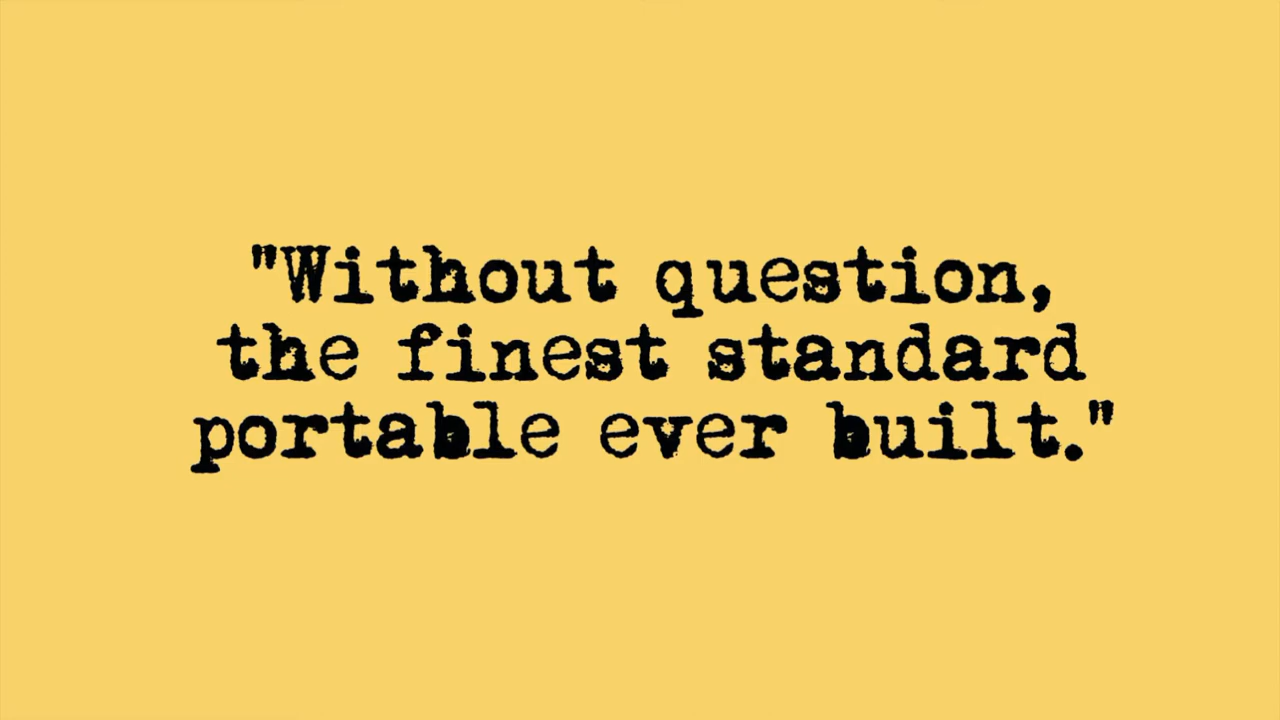 "Without question,
the finest standard
portable ever built."